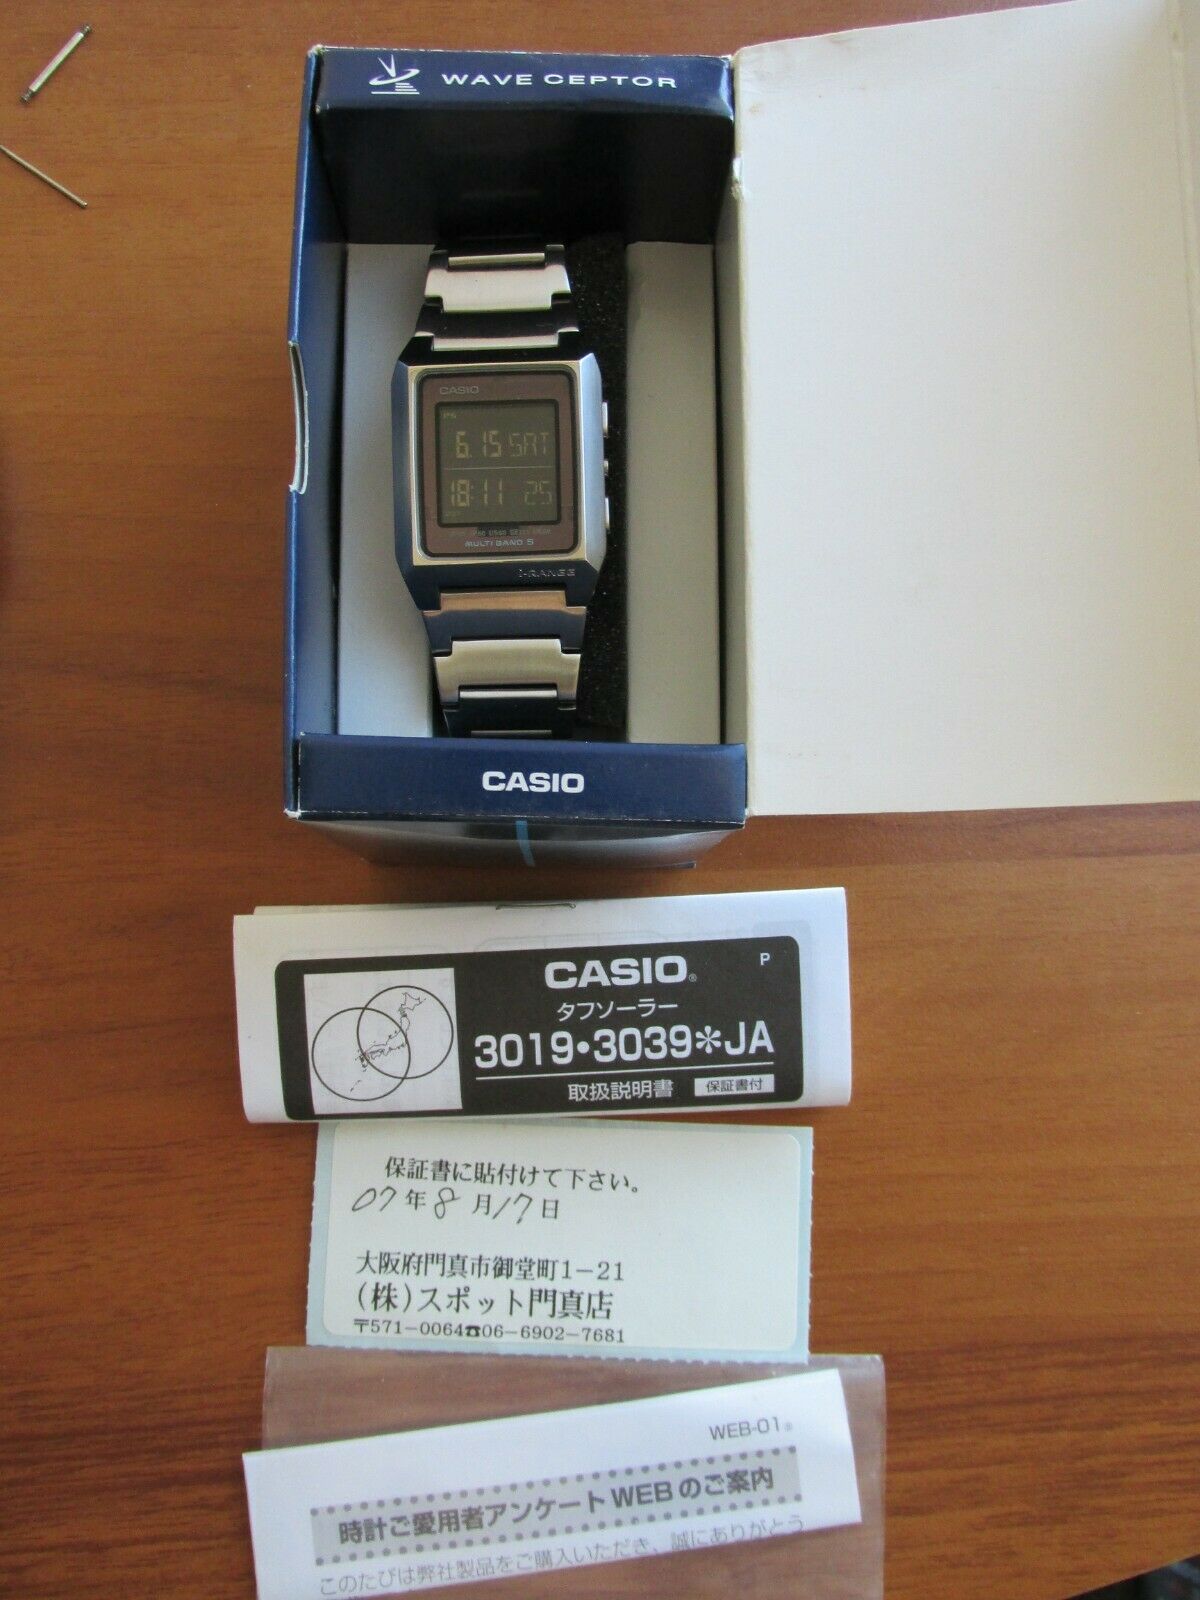 WAVE CEPTOR
CASIO
6.15 SAT
18:11 25
MULTI BAND 5
i-RANGE
CASIO
CASIO®
P
タフソーラー
3019•3039＊JA
取扱説明書 保証書付
保証書に貼付けて下さい。
07年8月17日
大阪府門真市御堂町1-21
(株)スポット門真店
〒571-0064☎06-6902-7681
WEB-01
時計ご愛用者アンケートWEBのご案内
このたびは弊社製品をご購入いただき、誠にありがとう